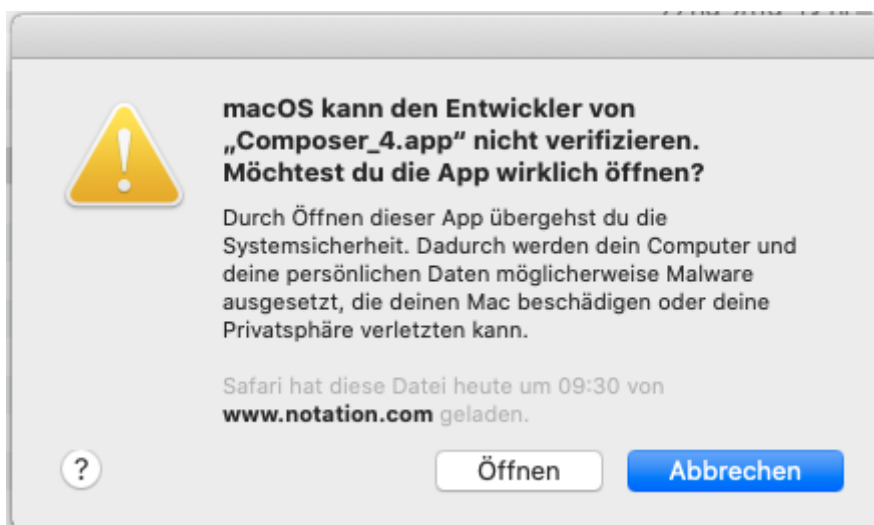 macOS kann den Entwickler von
„Composer_4.app“ nicht verifizieren.
Möchtest du die App wirklich öffnen?
Durch Öffnen dieser App übergehst du die
Systemsicherheit. Dadurch werden dein Computer und
deine persönlichen Daten möglicherweise Malware
ausgesetzt, die deinen Mac beschädigen oder deine
Privatsphäre verletzten kann.
Safari hat diese Datei heute um 09:30 von
www.notation.com geladen.
?
Öffnen
Abbrechen